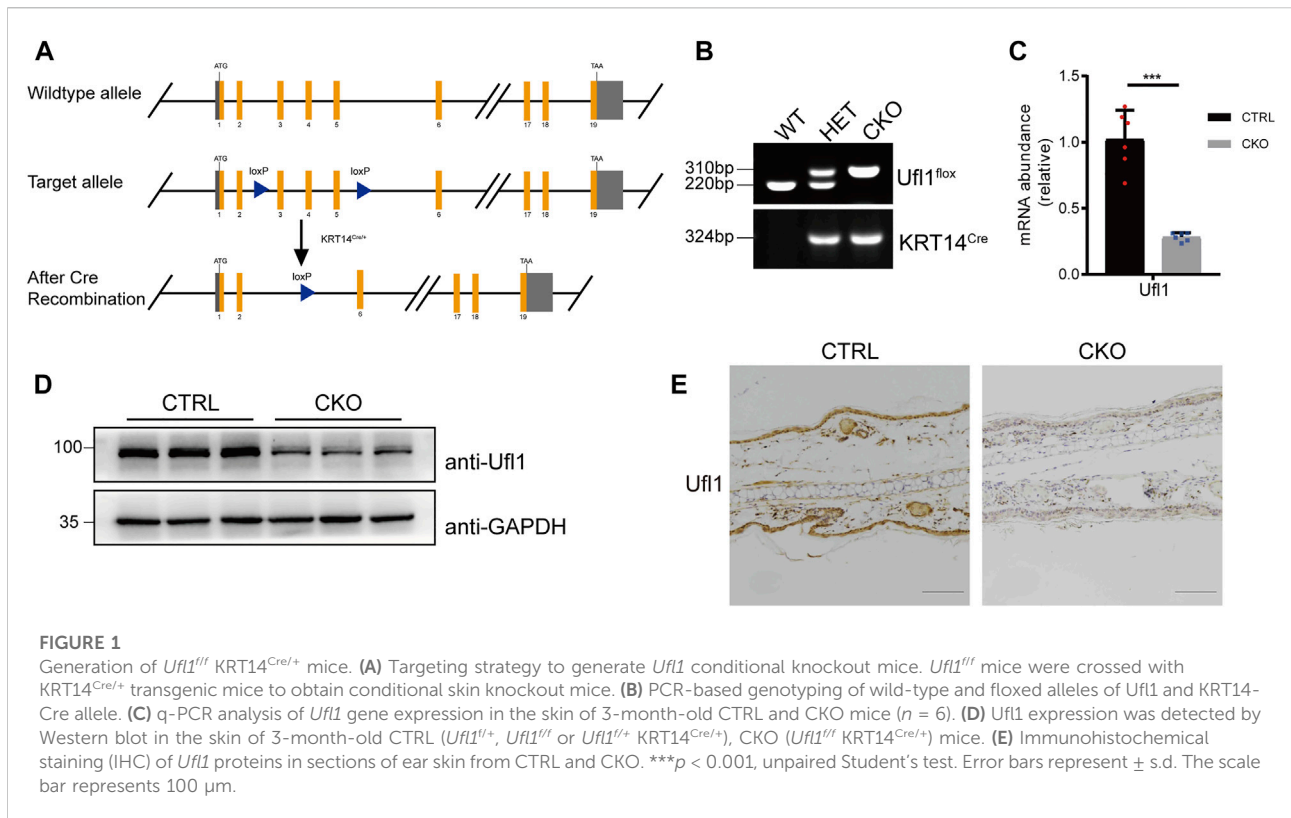 A
Wildtype allele
ATG
TAA
1 2 3 4 5 6 17 18 19
Target allele
ATG
loxP
loxP
TAA
1 2 3 4 5 6 17 18 19
KRT14Cre/+
After Cre
Recombination
ATG
loxP
TAA
1 2 6 17 18 19
B
WT HET CKO
310bp
220bp
Ufl1flox
324bp
KRT14Cre
C
mRNA abundance
(relative)
1.5
1.0
0.5
0.0
***
Ufl1
CTRL
CKO
D
CTRL CKO
100
anti-Ufl1
35
anti-GAPDH
E
CTRL CKO
Ufl1
FIGURE 1
Generation of Ufl1f/f KRT14Cre/+ mice. (A) Targeting strategy to generate Ufl1 conditional knockout mice. Ufl1f/f mice were crossed with
KRT14Cre/+ transgenic mice to obtain conditional skin knockout mice. (B) PCR-based genotyping of wild-type and floxed alleles of Ufl1 and KRT14-
Cre allele. (C) q-PCR analysis of Ufl1 gene expression in the skin of 3-month-old CTRL and CKO mice (n = 6). (D) Ufl1 expression was detected by
Western blot in the skin of 3-month-old CTRL (Ufl1f/+, Ufl1f/f or Ufl1f/+ KRT14Cre/+), CKO (Ufl1f/f KRT14Cre/+) mice. (E) Immunohistochemical
staining (IHC) of Ufl1 proteins in sections of ear skin from CTRL and CKO. ***p < 0.001, unpaired Student's test. Error bars represent ± s.d. The scale
bar represents 100 μm.